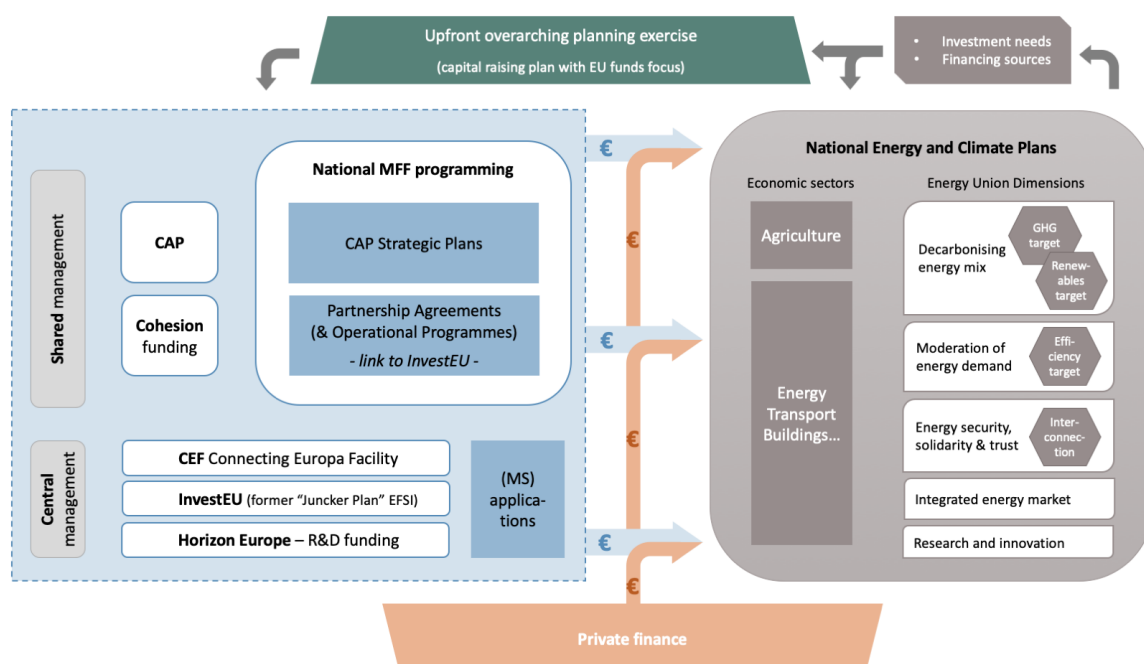 Upfront overarching planning exercise
(capital raising plan with EU funds focus)
• Investment needs
• Financing sources
National MFF programming
Shared management
CAP
CAP Strategic Plans
Cohesion
funding
Partnership Agreements
(& Operational Programmes)
- link to InvestEU -
Central
management
CEF Connecting Europa Facility
InvestEU (former “Juncker Plan” EFSI)
Horizon Europe – R&D funding
(MS)
applica-
tions
€
€
€
€
€
€
Private finance
National Energy and Climate Plans
Economic sectors
Energy Union Dimensions
Agriculture
Energy
Transport
Buildings…
Decarbonising
energy mix
GHG
target
Renew-
ables
target
Moderation of
energy demand
Effi-
ciency
target
Energy security,
solidarity & trust
Inter-
connec-
tion
Integrated energy market
Research and innovation